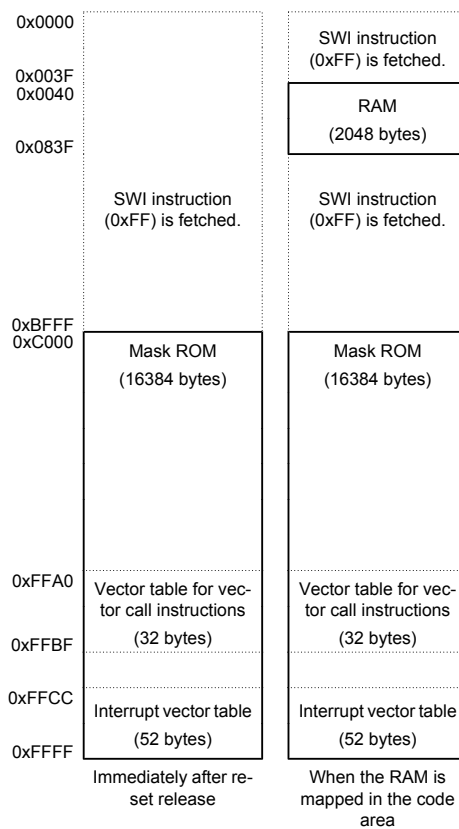 0x0000
SWI instruction
(0xFF) is fetched.
0x003F
0x0040
RAM
(2048 bytes)
0x083F
SWI instruction
(0xFF) is fetched.
SWI instruction
(0xFF) is fetched.
0xBFFF
0xC000
Mask ROM
(16384 bytes)
Mask ROM
(16384 bytes)
0xFFA0
Vector table for vec-
tor call instructions
(32 bytes)
Vector table for vec-
tor call instructions
(32 bytes)
0xFFBF
0xFFCC
Interrupt vector table
(52 bytes)
Interrupt vector table
(52 bytes)
0xFFFF
Immediately after re-
set release
When the RAM is
mapped in the code
area